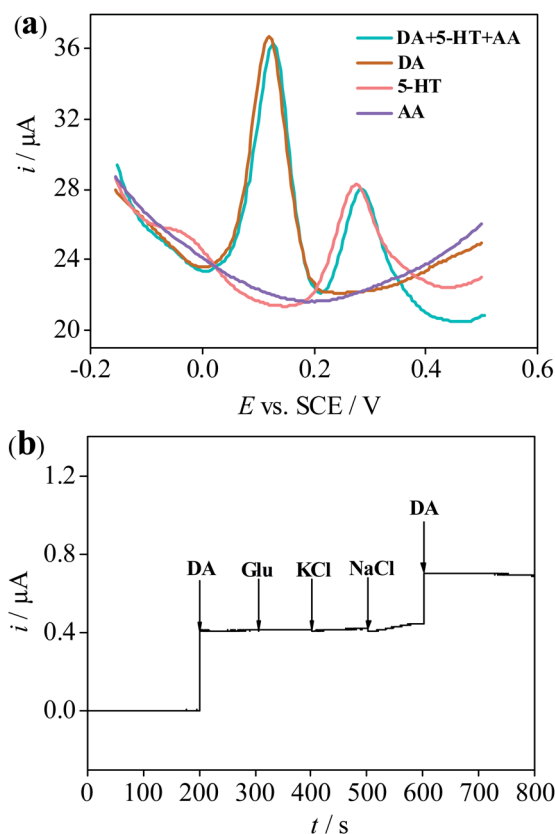 (a)
36
32
28
24
20
i / μA
DA+5-HT+AA
DA
5-HT
AA
-0.2 0.0 0.2 0.4 0.6
E vs. SCE / V
(b)
1.2
0.8
0.4
0.0
i / μA
DA Glu KCl NaCl DA
0 100 200 300 400 500 600 700 800
t / s